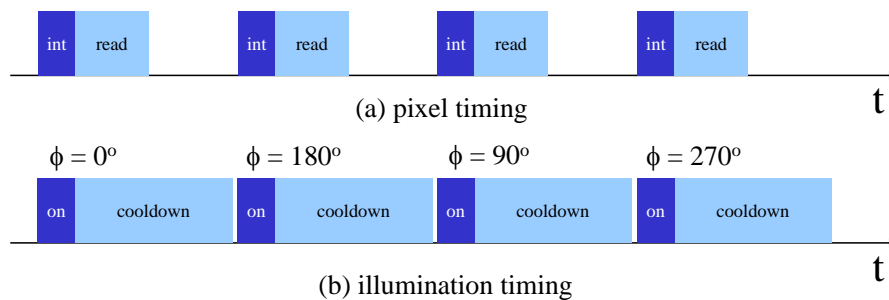 int read int read int read int read
t
(a) pixel timing
ϕ = 0° ϕ = 180° ϕ = 90° ϕ = 270°
on cooldown on cooldown on cooldown on cooldown
t
(b) illumination timing